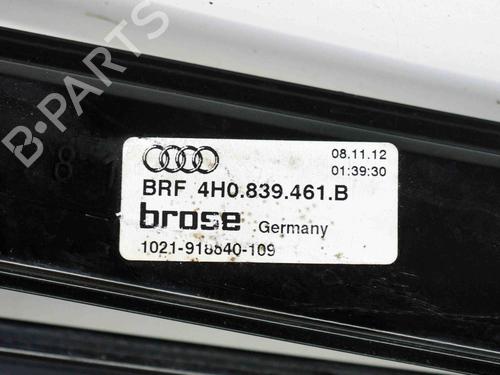 B-PARTS
08.11.12
01:39:30
BRF 4H0.839.461.B
brose Germany
1021-918840-109